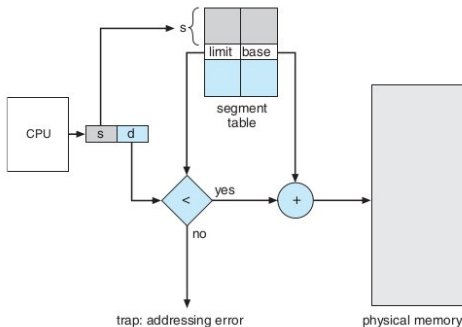 s
limit base
segment
table
CPU
s d
<
yes
+
no
trap: addressing error
physical memory